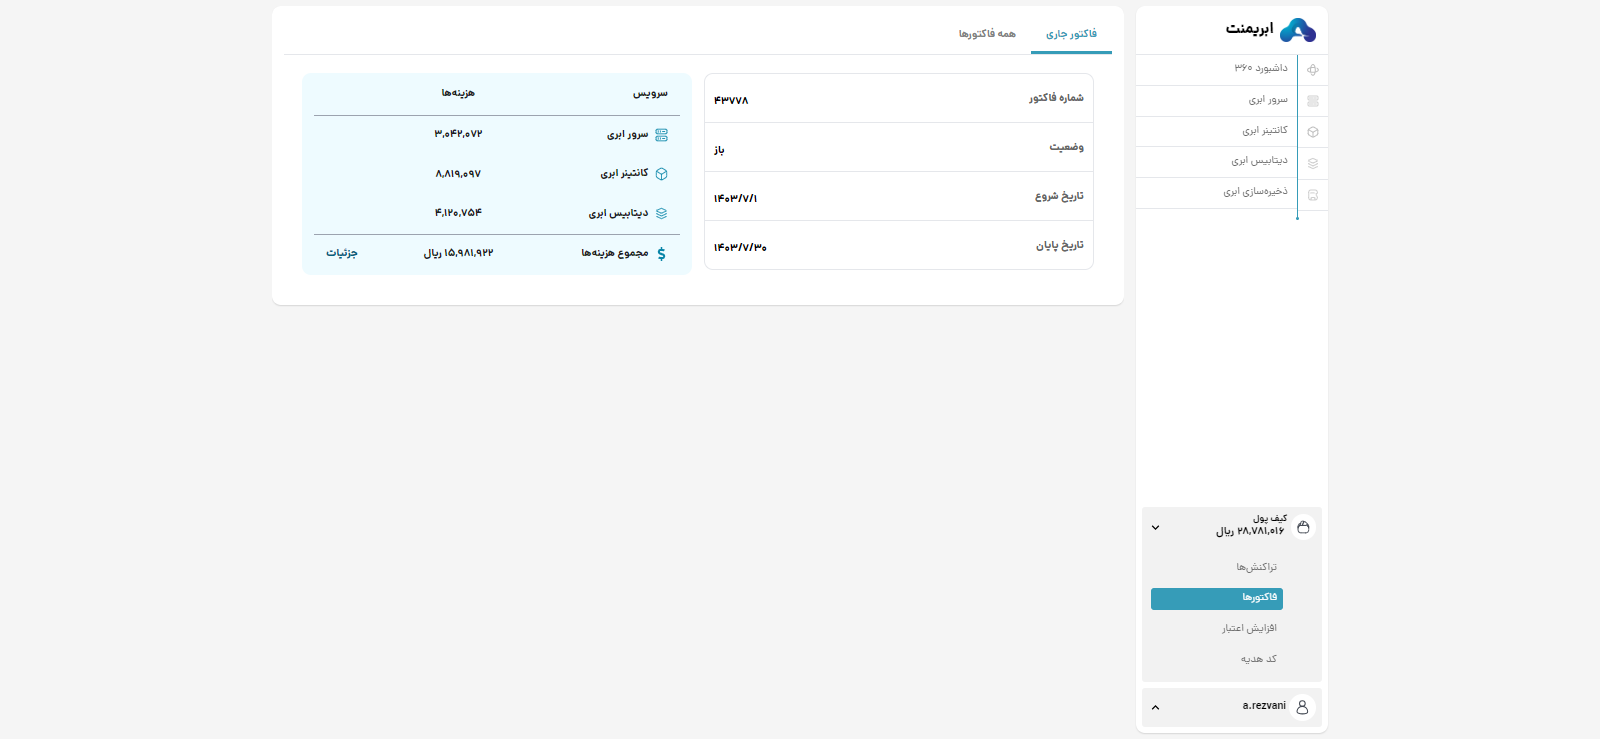 ابریمنت
داشبورد ۳۶۰
سرور ابری
کانتینر ابری
دیتابیس ابری
ذخیره‌سازی ابری
کیف پول
۲۸,۷۸۱,۰۱۶ ریال
تراکنش‌ها
فاکتورها
افزایش اعتبار
کد هدیه
a.rezvani
فاکتور جاری همه فاکتورها
شماره فاکتور ۴۳۷۷۸
وضعیت باز
تاریخ شروع ۱۴۰۳/۷/۱
تاریخ پایان ۱۴۰۳/۷/۳۰
سرویس هزینه‌ها
سرور ابری ۳,۰۴۲,۰۷۲
کانتینر ابری ۸,۸۱۹,۰۹۷
دیتابیس ابری ۴,۱۲۰,۷۵۴
مجموع هزینه‌ها ۱۵,۹۸۱,۹۲۲ ریال جزئیات